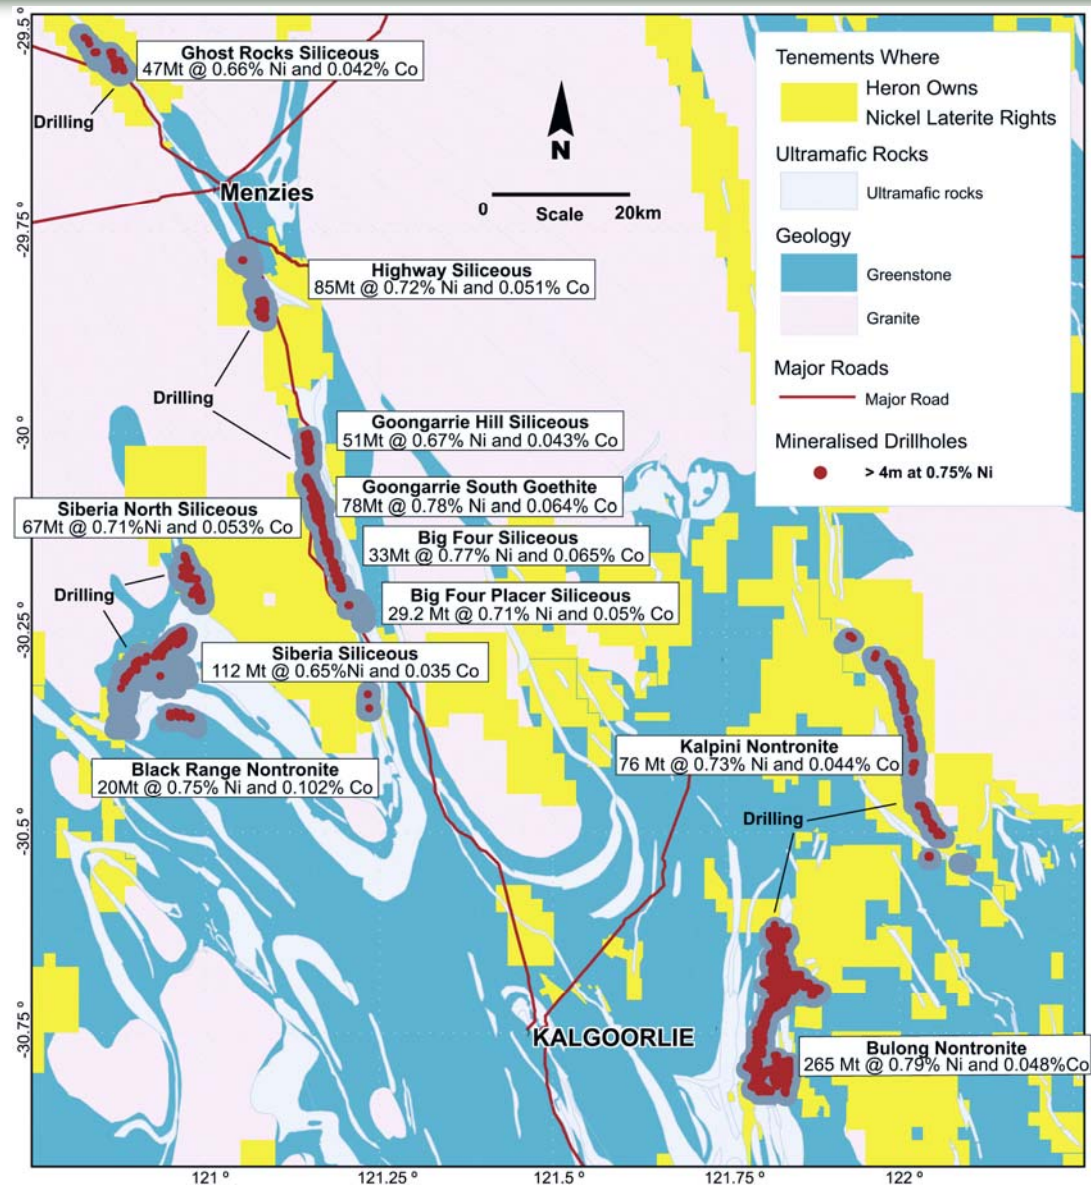 Ghost Rocks Siliceous
47Mt @ 0.66% Ni and 0.042% Co
Drilling
Menzies
N
0
Scale
20km
Tenements Where
Heron Owns
Nickel Laterite Rights
Ultramafic Rocks
Ultramafic rocks
Geology
Greenstone
Granite
Major Roads
Major Road
Mineralised Drillholes
> 4m at 0.75% Ni
Highway Siliceous
85Mt @ 0.72% Ni and 0.051% Co
Drilling
Goongarrie Hill Siliceous
51Mt @ 0.67% Ni and 0.043% Co
Goongarrie South Goethite
78Mt @ 0.78% Ni and 0.064% Co
Siberia North Siliceous
67Mt @ 0.71%Ni and 0.053% Co
Big Four Siliceous
33Mt @ 0.77% Ni and 0.065% Co
Drilling
Big Four Placer Siliceous
29.2 Mt @ 0.71% Ni and 0.05% Co
Siberia Siliceous
112 Mt @ 0.65%Ni and 0.035 Co
Kalpini Nontronite
76 Mt @ 0.73% Ni and 0.044% Co
Black Range Nontronite
20Mt @ 0.75% Ni and 0.102% Co
Drilling
KALGOORLIE
Bulong Nontronite
265 Mt @ 0.79% Ni and 0.048%Co
-29.5 °
-29.75 °
-30 °
-30.25 °
-30.5 °
-30.75 °
121 °
121.25 °
121.5 °
121.75 °
122 °